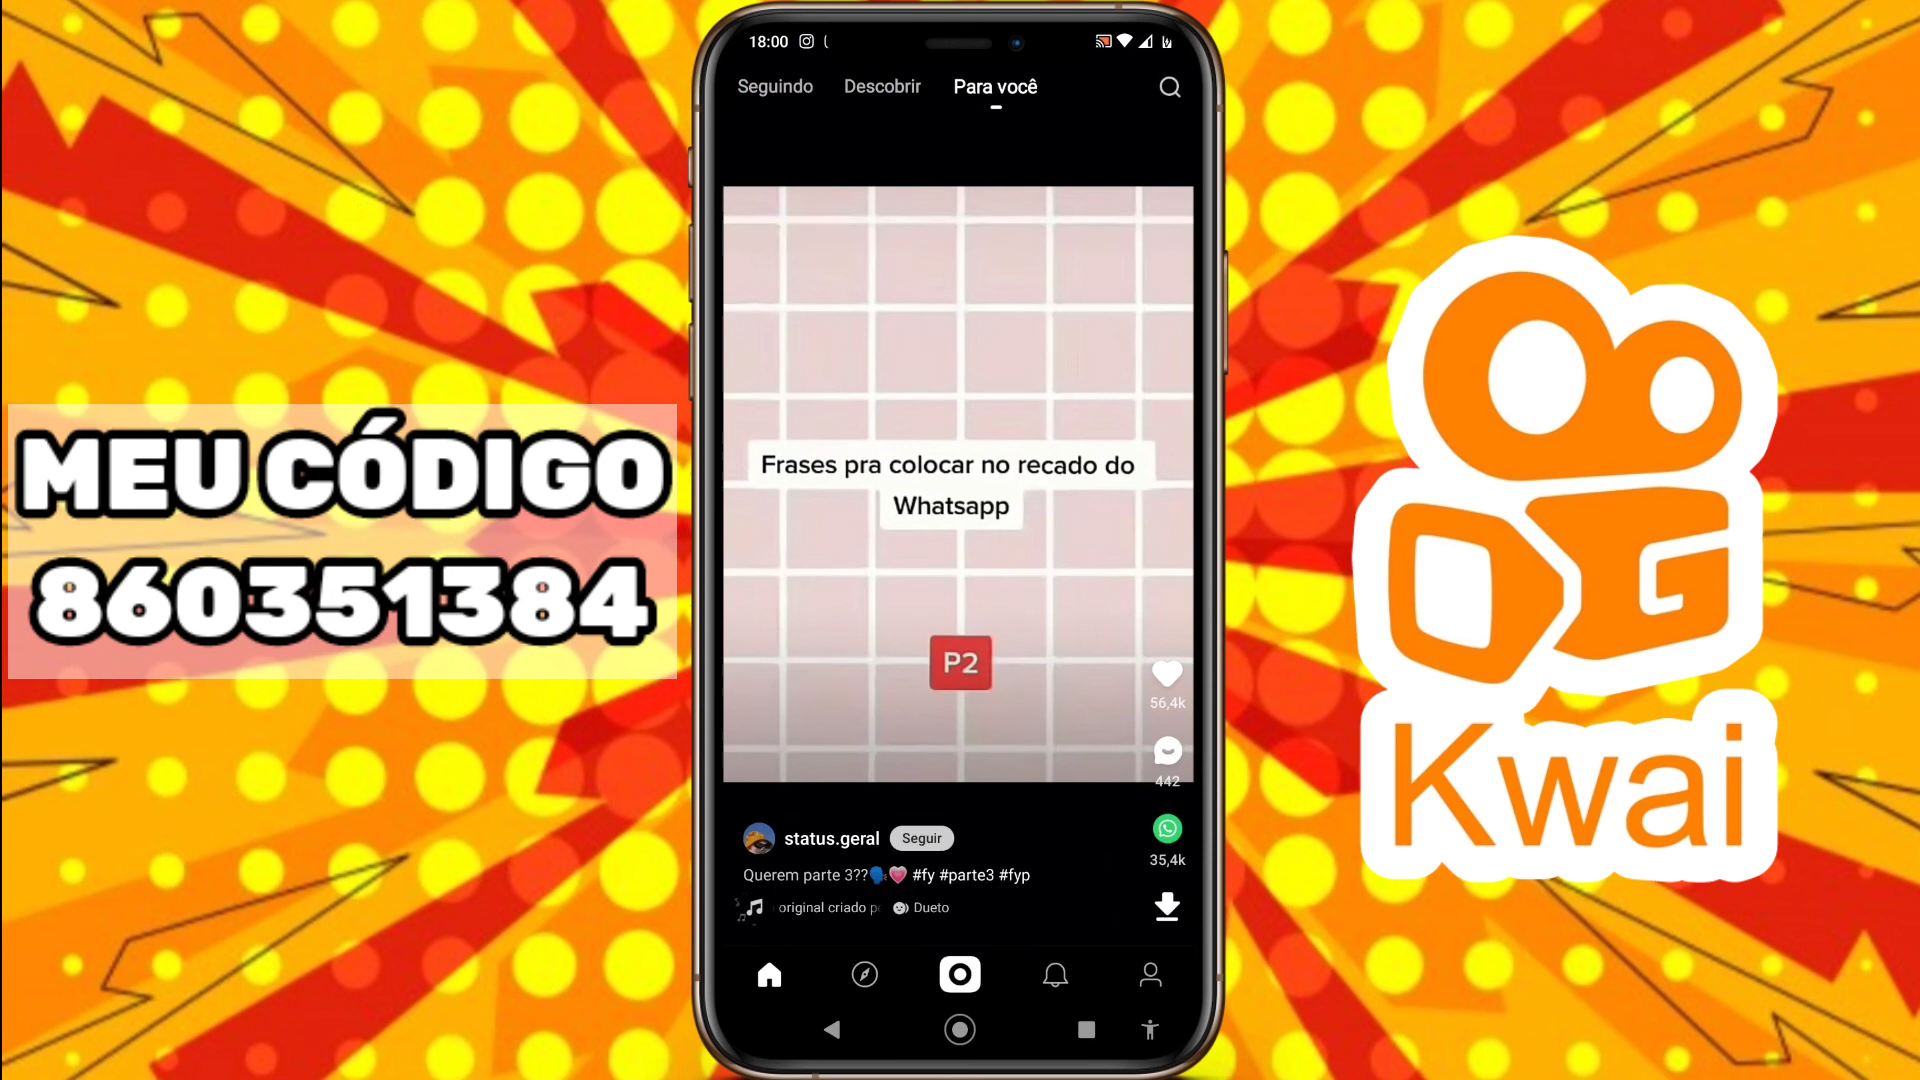 MEU CÓDIGO
860351384
18:00
Seguindo Descobrir Para você
Frases pra colocar no recado do
Whatsapp
P2
56,4k
442
status.geral Seguir
35,4k
Querem parte 3??🗣💗 #fy #parte3 #fyp
original criado Dueto
Kwai